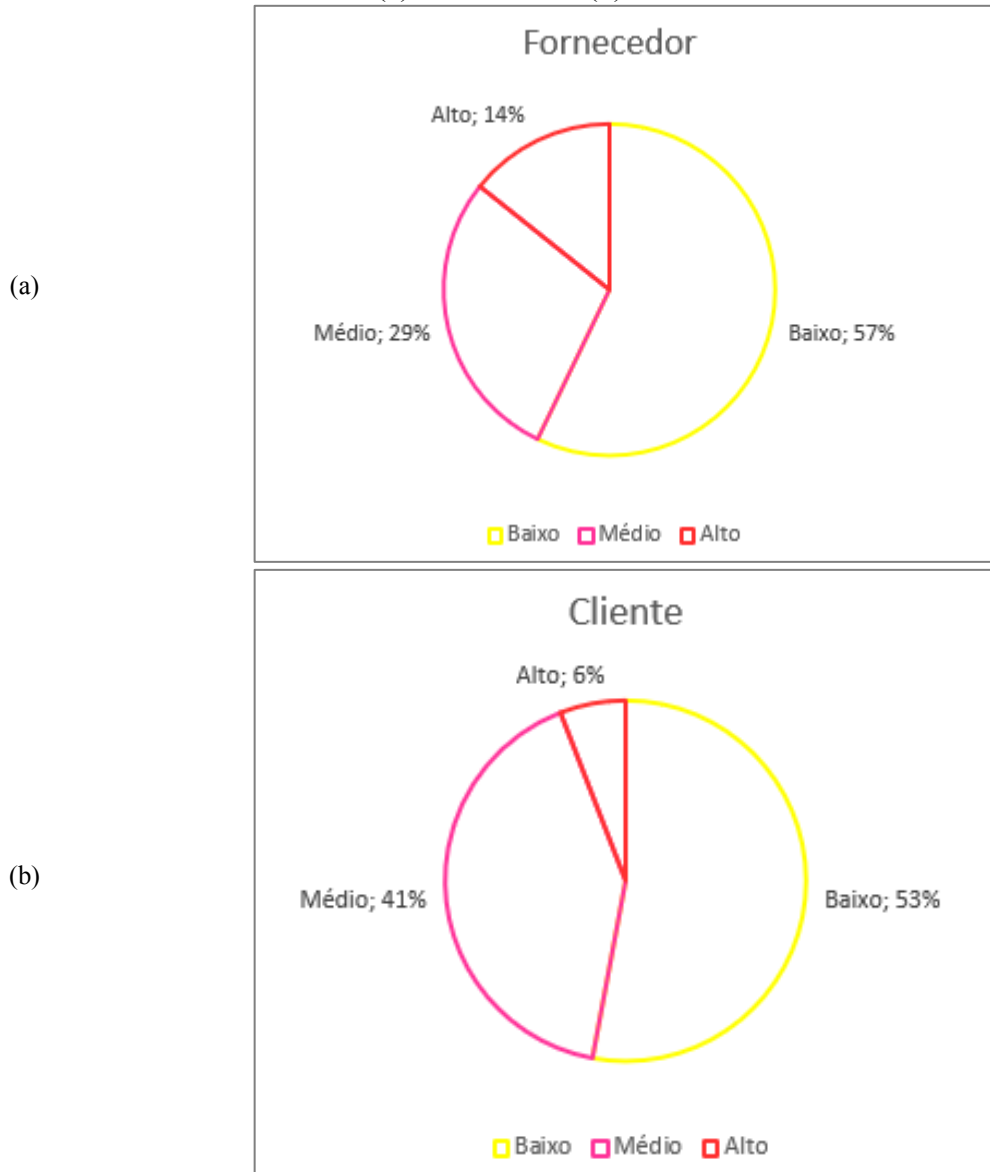 Fornecedor
Alto; 14%
(a)
Médio; 29%
Baixo; 57%
Baixo Médio Alto
Cliente
Alto; 6%
(b)
Médio; 41%
Baixo; 53%
Baixo Médio Alto